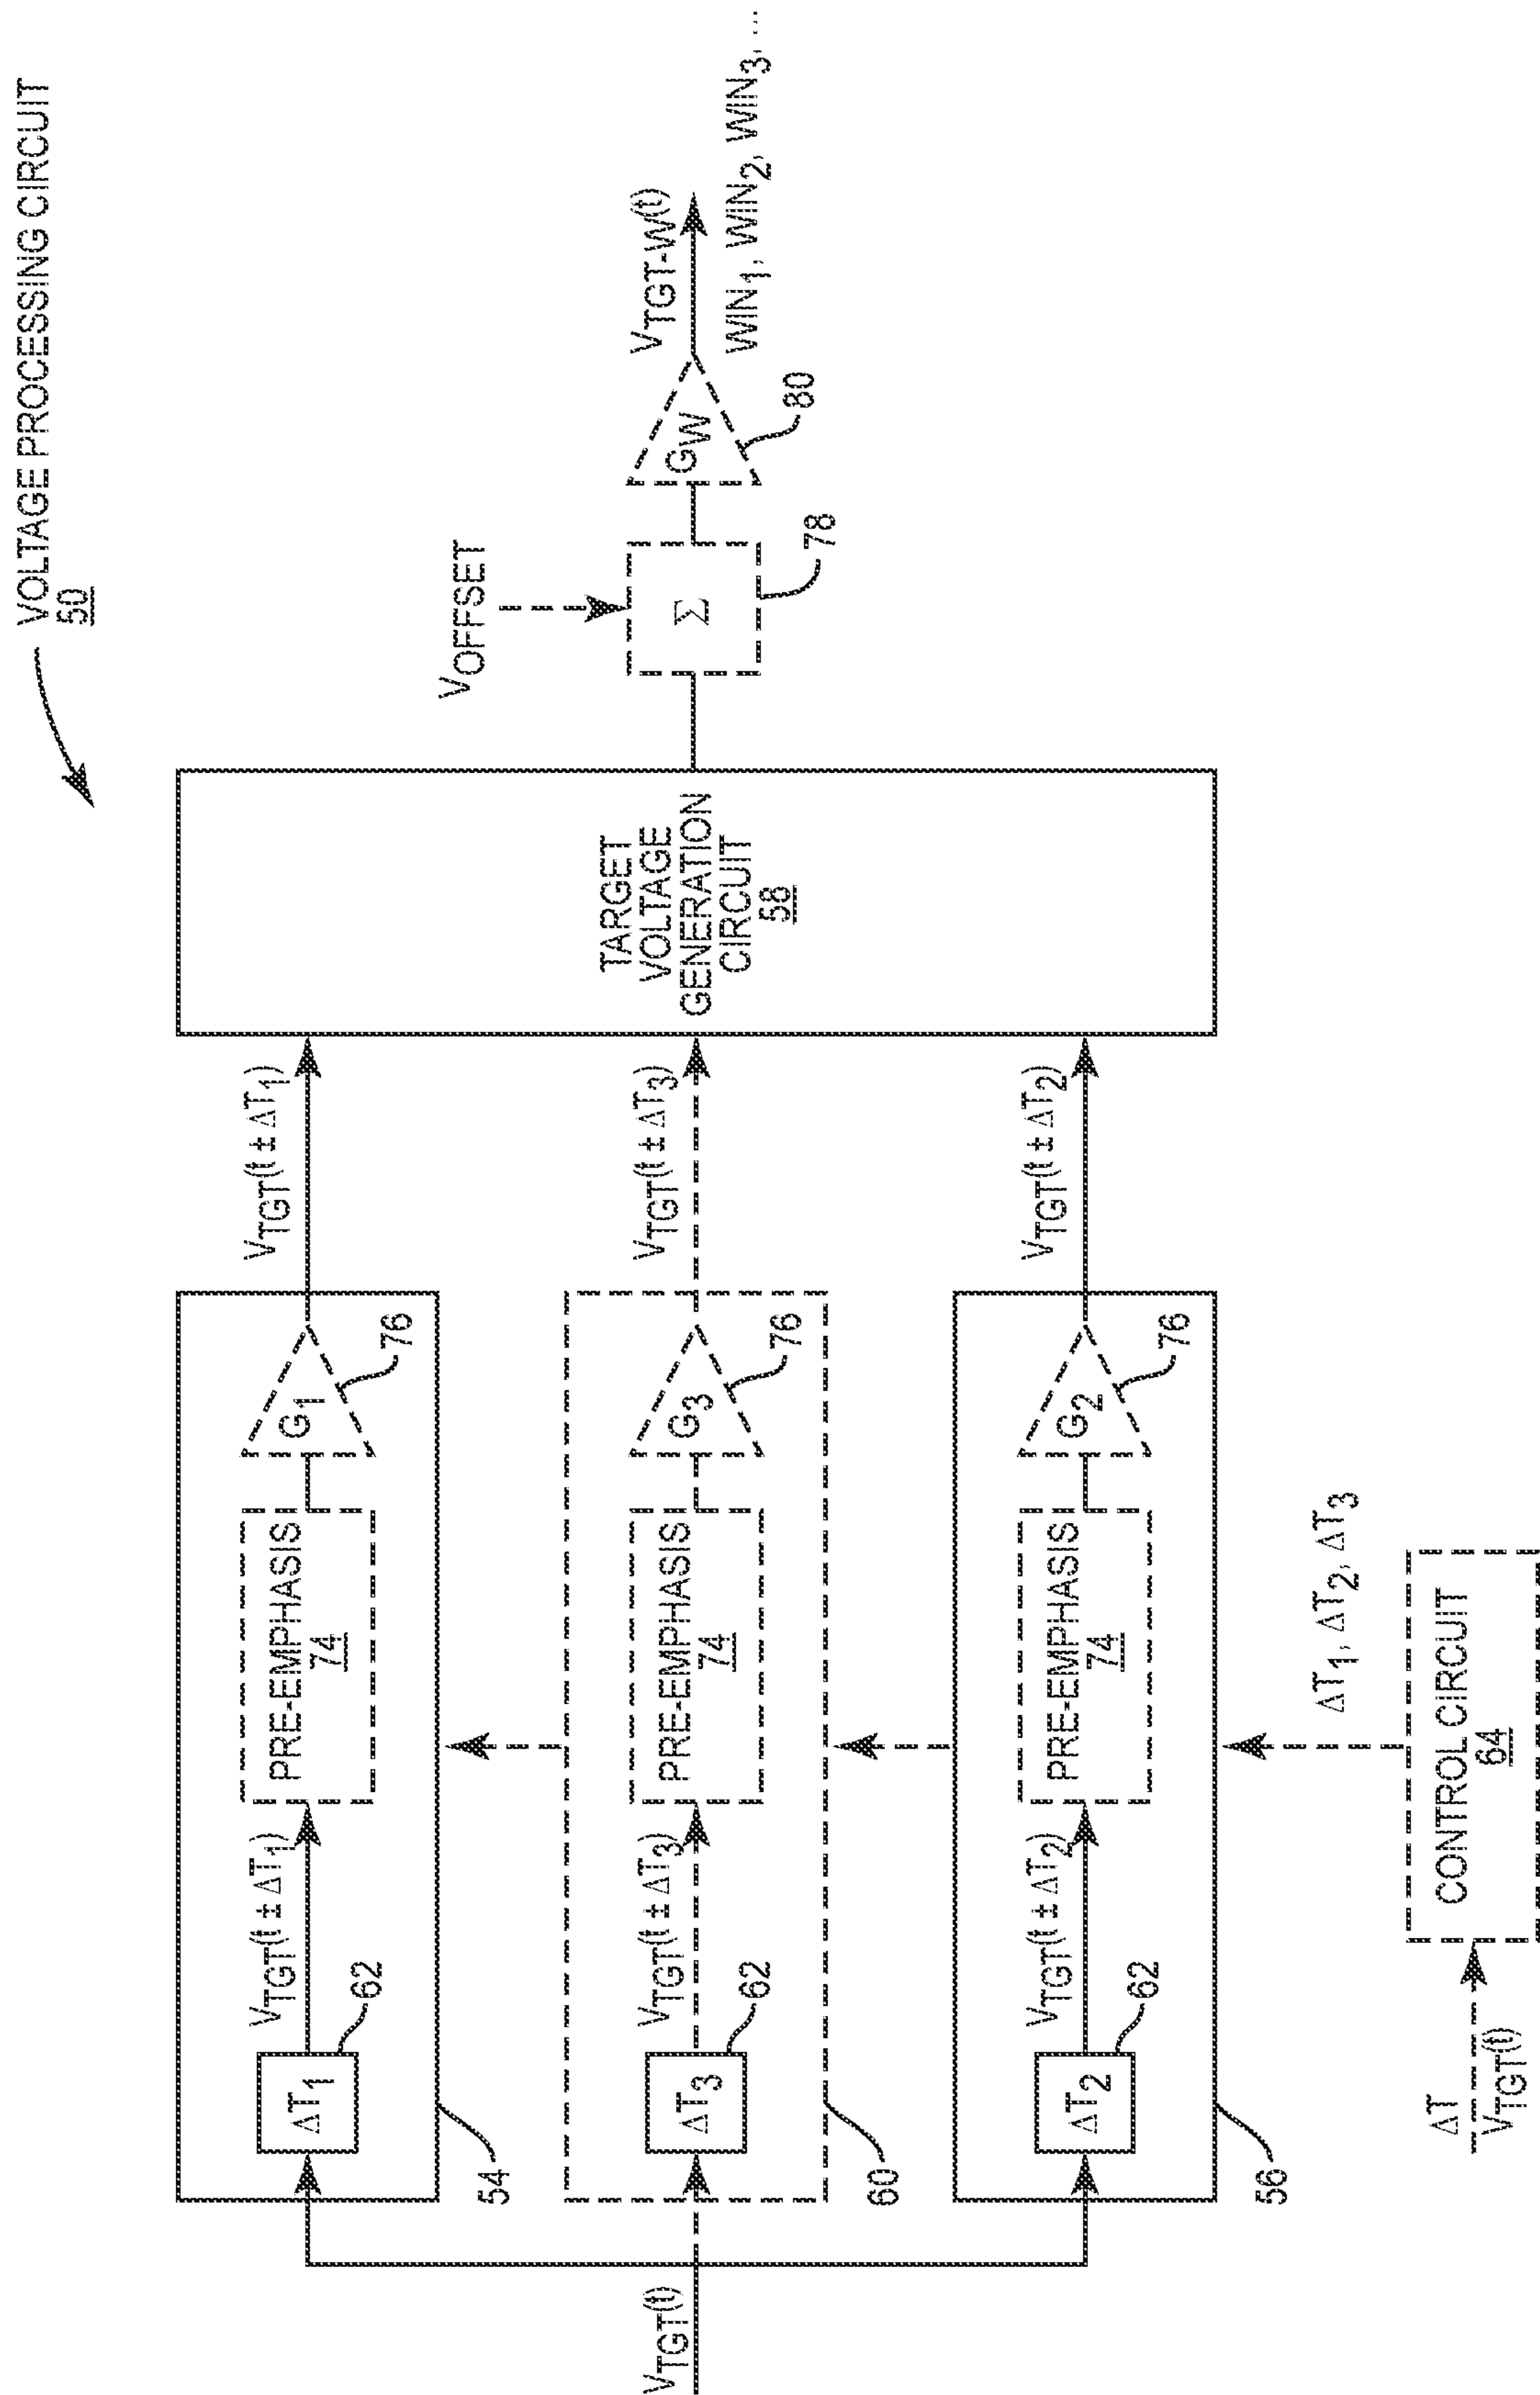 VOLTAGE PROCESSING CIRCUIT
50
VTGT(t)
ΔT1
62
VTGT(t ± ΔT1)
PRE-EMPHASIS
74
G1
76
VTGT(t ± ΔT1)
54
ΔT3
62
VTGT(t ± ΔT3)
PRE-EMPHASIS
74
G3
76
VTGT(t ± ΔT3)
60
ΔT2
62
VTGT(t ± ΔT2)
PRE-EMPHASIS
74
G2
76
VTGT(t ± ΔT2)
56
TARGET
VOLTAGE
GENERATION
CIRCUIT
58
VOFFSET
Σ
78
GW
80
VTGT-W(t)
WIN1, WIN2, WIN3, ...
ΔT1, ΔT2, ΔT3
ΔT
VTGT(t)
CONTROL CIRCUIT
64